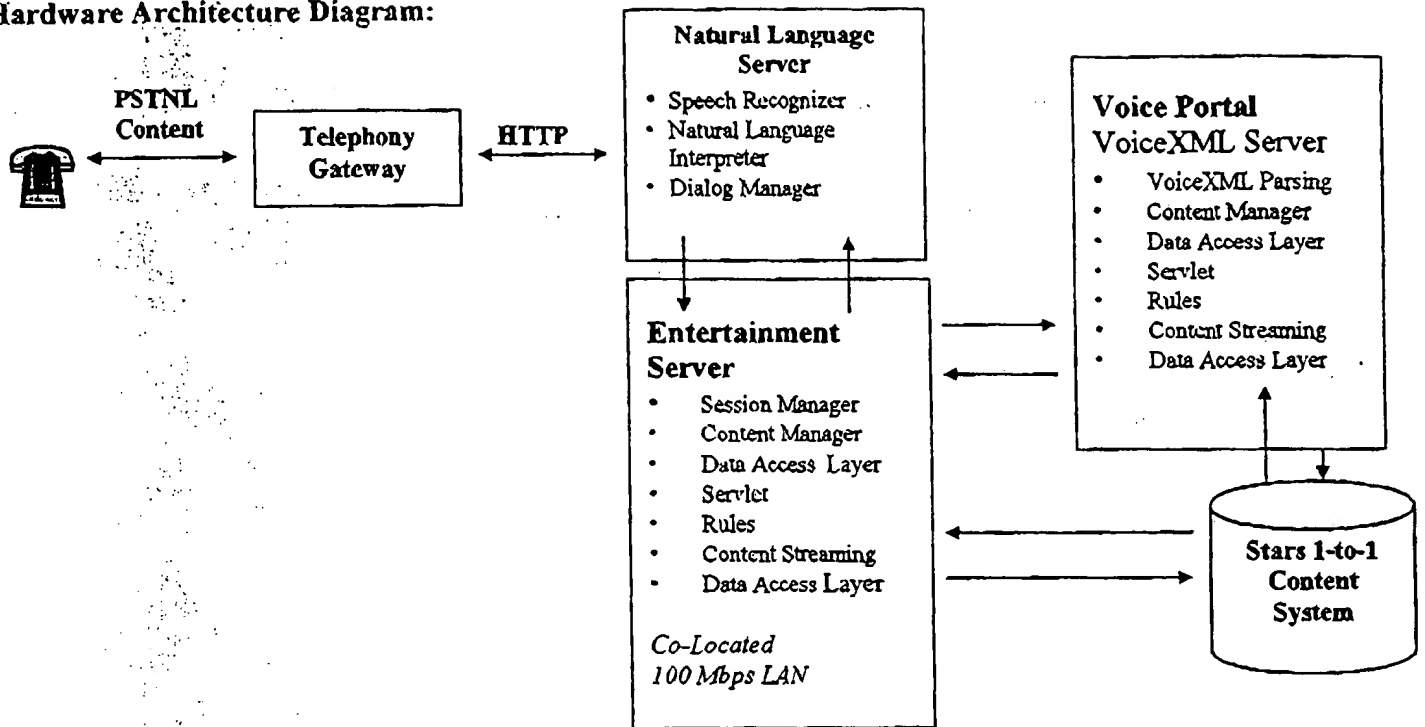 Hardware Architecture Diagram:
PSTNL
Content
Telephony
Gateway
HTTP
Natural Language
Server
• Speech Recognizer
• Natural Language
Interpreter
• Dialog Manager
Entertainment
Server
• Session Manager
• Content Manager
• Data Access Layer
• Servlet
• Rules
• Content Streaming
• Data Access Layer
Co-Located
100 Mbps LAN
Voice Portal
VoiceXML Server
• VoiceXML Parsing
• Content Manager
• Data Access Layer
• Servlet
• Rules
• Content Streaming
• Data Access Layer
Stars 1-to-1
Content
System